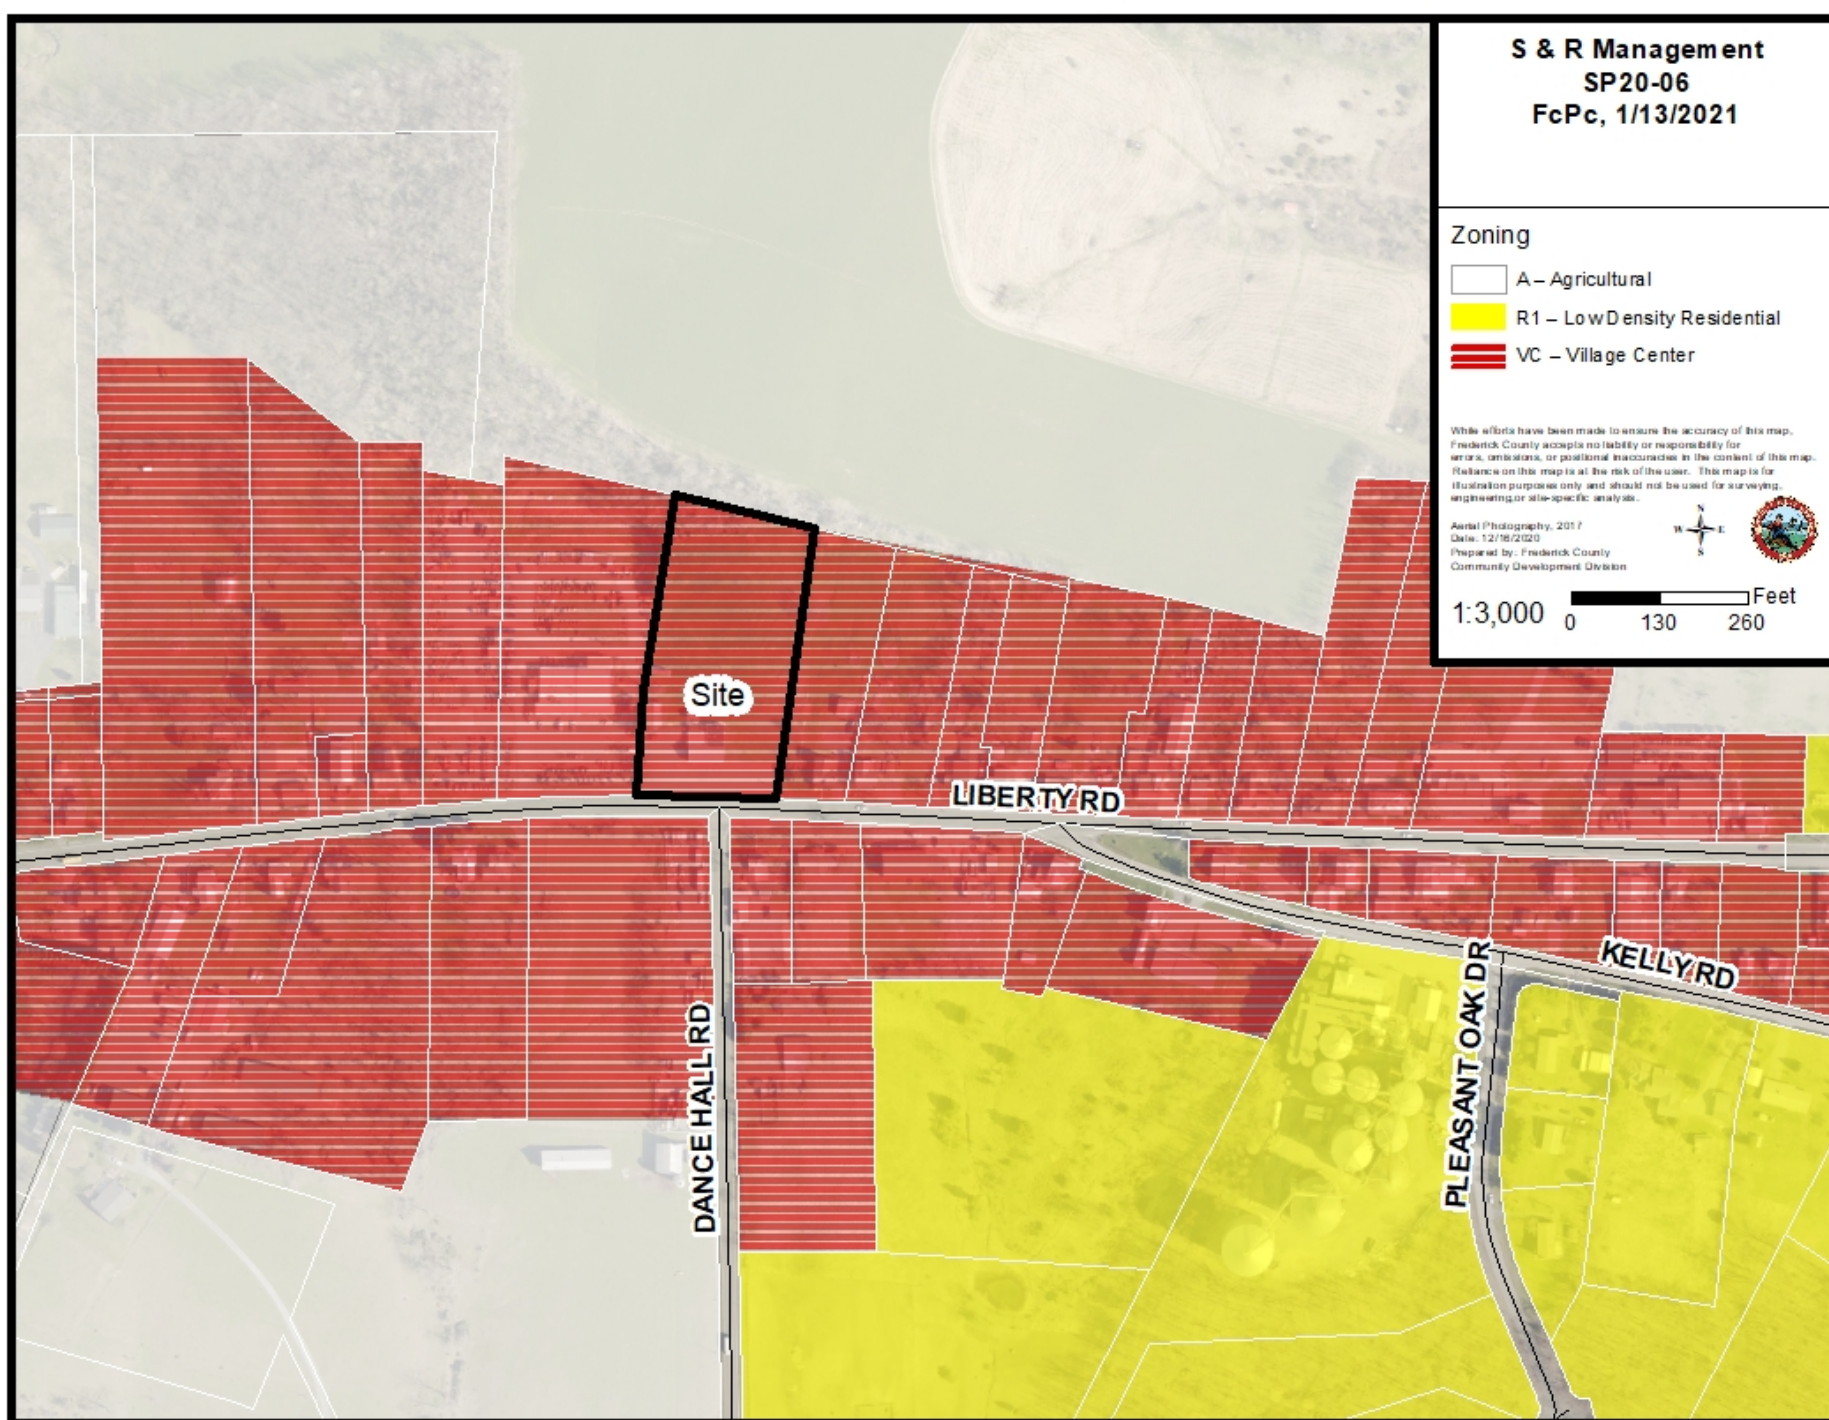 S & R Management
SP20-06
FcPc, 1/13/2021
Zoning
A – Agricultural
R1 – Low Density Residential
VC – Village Center
While efforts have been made to ensure the accuracy of this map,
Frederick County accepts no liability or responsibility for
errors, omissions, or positional inaccuracies in the content of this map.
Reliance on this map is at the risk of the user. This map is for
illustration purposes only and should not be used for surveying,
engineering, or site-specific analysis.
Aerial Photography, 2017
Date: 12/16/2020
Prepared by: Frederick County
Community Development Division
N
W E
S
1:3,000
Feet
0 130 260
Site
LIBERTY RD
KELLY RD
PLEASANT OAK DR
DANCE HALL RD